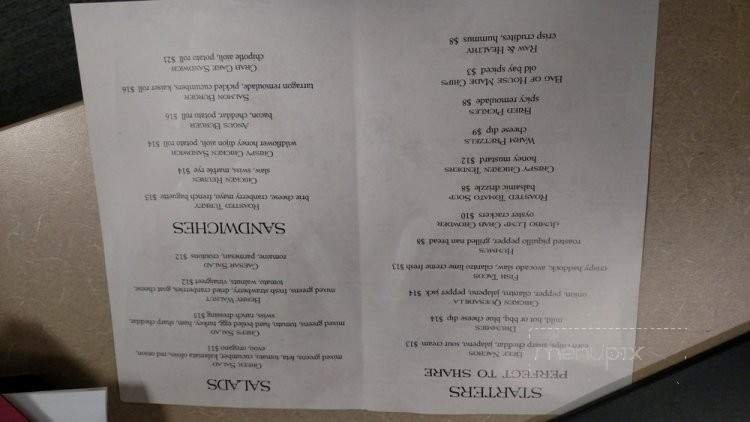 STARTERS
PERFECT TO SHARE
BEEF NACHOS
corn chips, sharp cheddar, jalapeno, sour cream $13
DRUMMIES
mild, hot or bbq, blue cheese dip $14
CHICKEN QUESADILLA
onion, pepper, cilantro, jalapeno, pepper jack $14
FISH TACOS
crispy haddock, avocado slaw, cilantro lime creme fresh $13
HUMMUS
roasted piquillo pepper, grilled nan bread $8
JUMBO LUMP CRAB CHOWDER
oyster crackers $10
ROASTED TOMATO SOUP
balsamic drizzle $8
CRISPY CHICKEN TENDERS
honey mustard $12
WARM PRETZELS
cheese dip $9
FRIED PICKLES
spicy remoulade $8
BAG OF HOUSE MADE CHIPS
old bay spiced $3
RAW & HEALTHY
crisp crudites, hummus $8
SALADS
GREEK SALAD
mixed greens, feta, tomato, cucumber, kalamata olives, red onion,
evoo, oregano $11
CHEF'S SALAD
mixed greens, tomato, hard boiled egg, turkey, ham, sharp cheddar,
swiss, ranch dressing $15
BERRY WALNUT
mixed greens, fresh strawberry, dried cranberries, goat cheese,
tomato, walnuts, vinaigrette $12
CAESAR SALAD
romaine, parmesan, croutons $12
SANDWICHES
ROASTED TURKEY
brie cheese, cranberry mayo, french baguette $15
CHICKEN REUBEN
slaw, swiss, marble rye $14
CRISPY CHICKEN SANDWICH
wildflower honey dijon aioli, potato roll $14
ANGUS BURGER
bacon, cheddar, potato roll $16
SALMON BURGER
tarragon remoulade, pickled cucumbers, kaiser roll $16
CRAB CAKE SANDWICH
chipotle aioli, potato roll $21
menupix